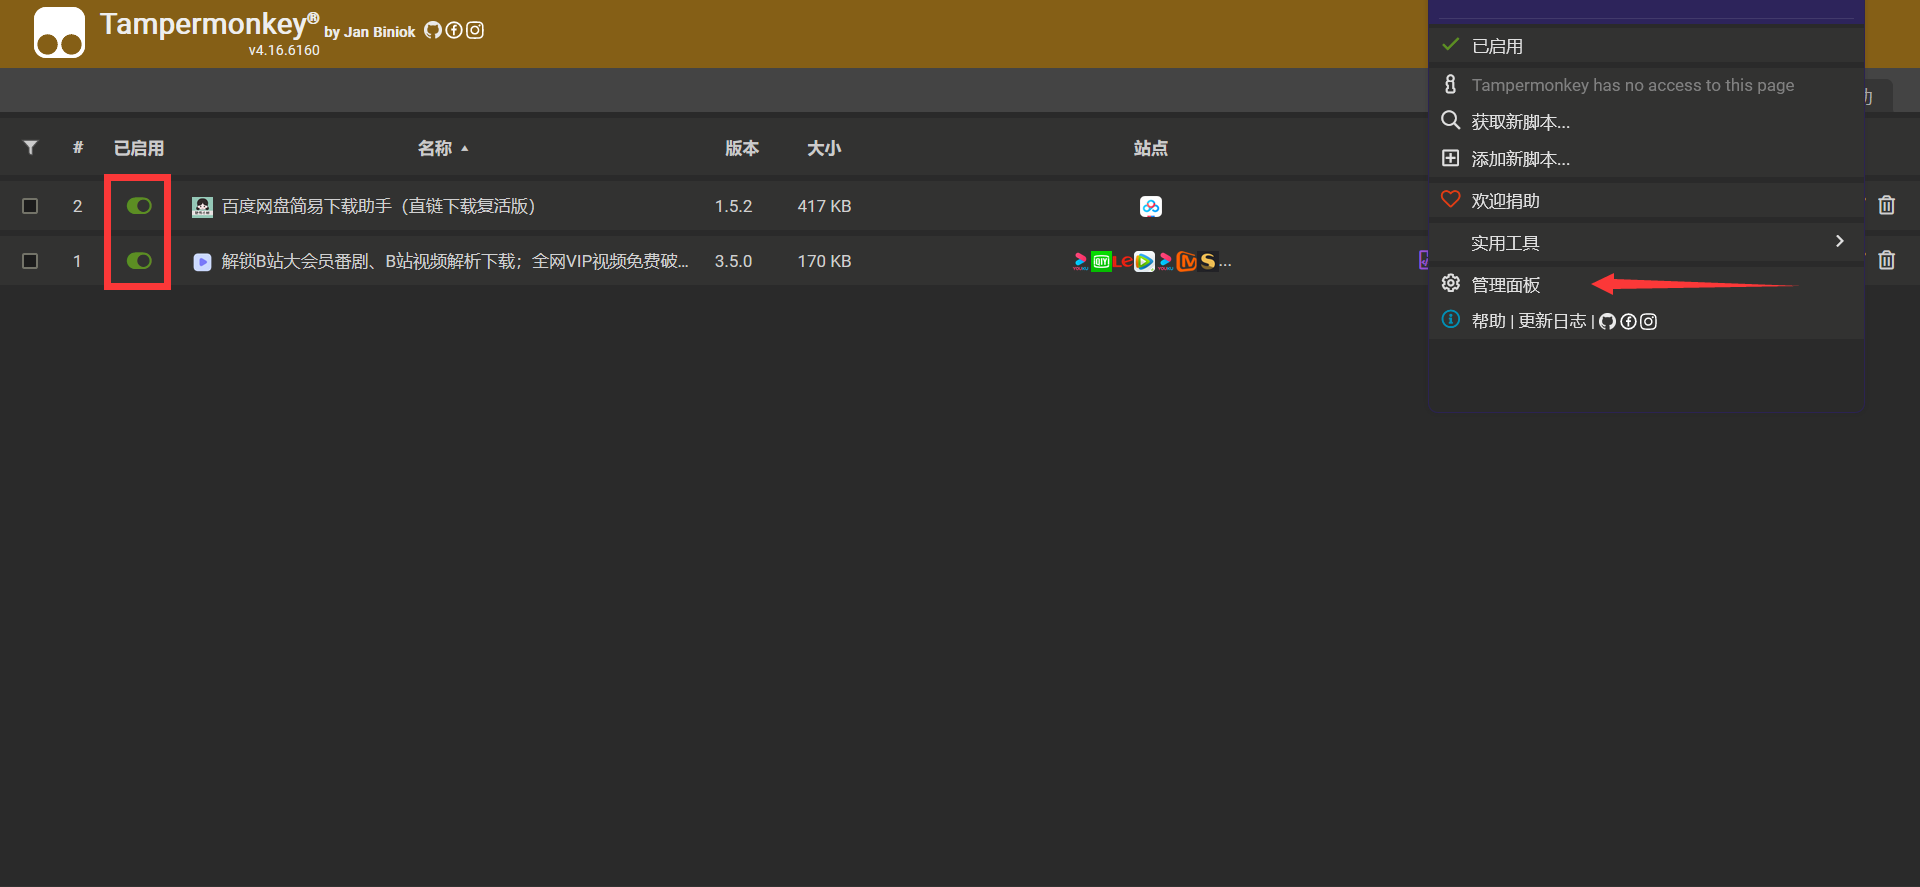 Tampermonkey® by Jan Biniok
v4.16.6160
# 已启用 名称 ▲ 版本 大小 站点
2 百度网盘简易下载助手（直链下载复活版） 1.5.2 417 KB
1 解锁B站大会员番剧、B站视频解析下载；全网VIP视频免费破... 3.5.0 170 KB ...
已启用
Tampermonkey has no access to this page
获取新脚本...
添加新脚本...
欢迎捐助
实用工具
管理面板
帮助 | 更新日志 |